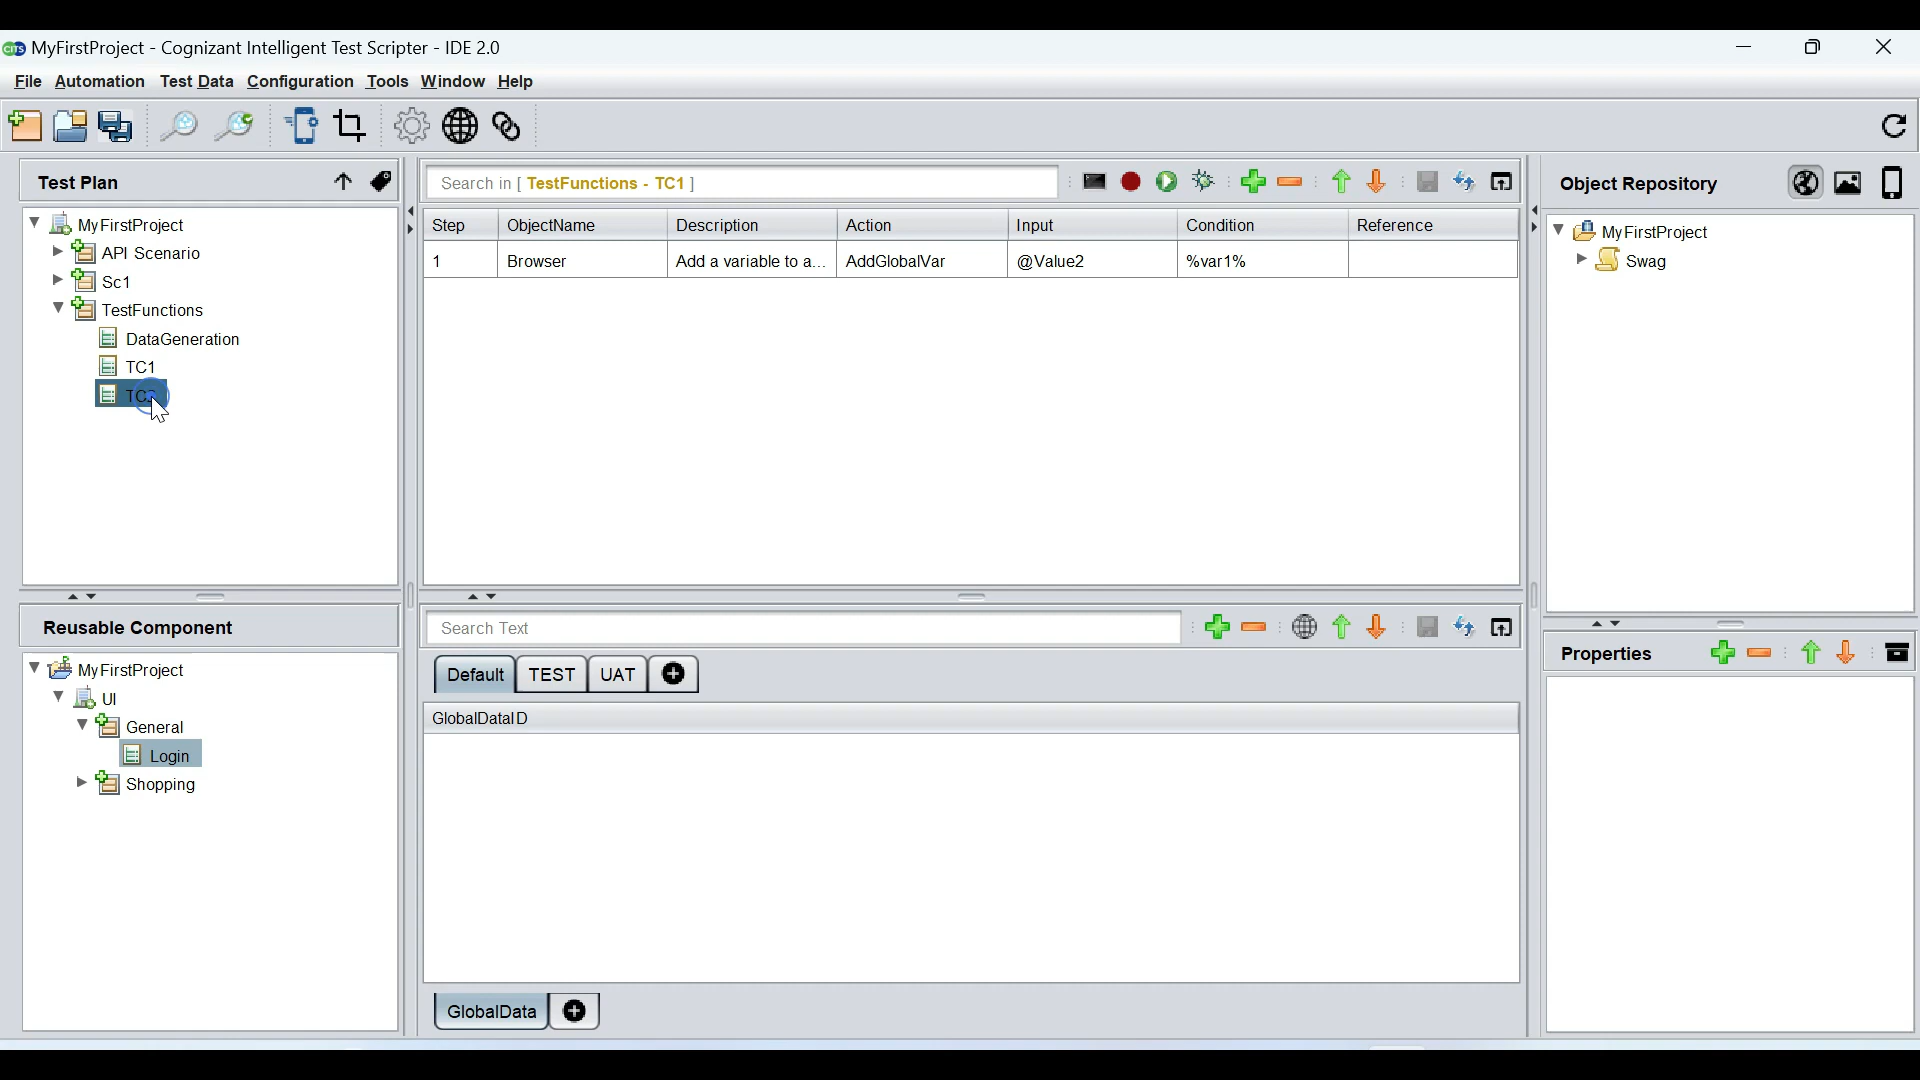 MyFirstProject - Cognizant Intelligent Test Scripter - IDE 2.0
File Automation Test Data Configuration Tools Window Help
Test Plan
MyFirstProject
API Scenario
Sc1
TestFunctions
DataGeneration
TC1
Search in [ TestFunctions - TC1 ]
Step ObjectName Description Action Input Condition Reference
1 Browser Add a variable to a... AddGlobalVar @Value2 %var1%
Object Repository
MyFirstProject
Swag
Reusable Component
MyFirstProject
UI
General
Login
Shopping
Search Text
Default TEST UAT
GlobalDataID
GlobalData
Properties